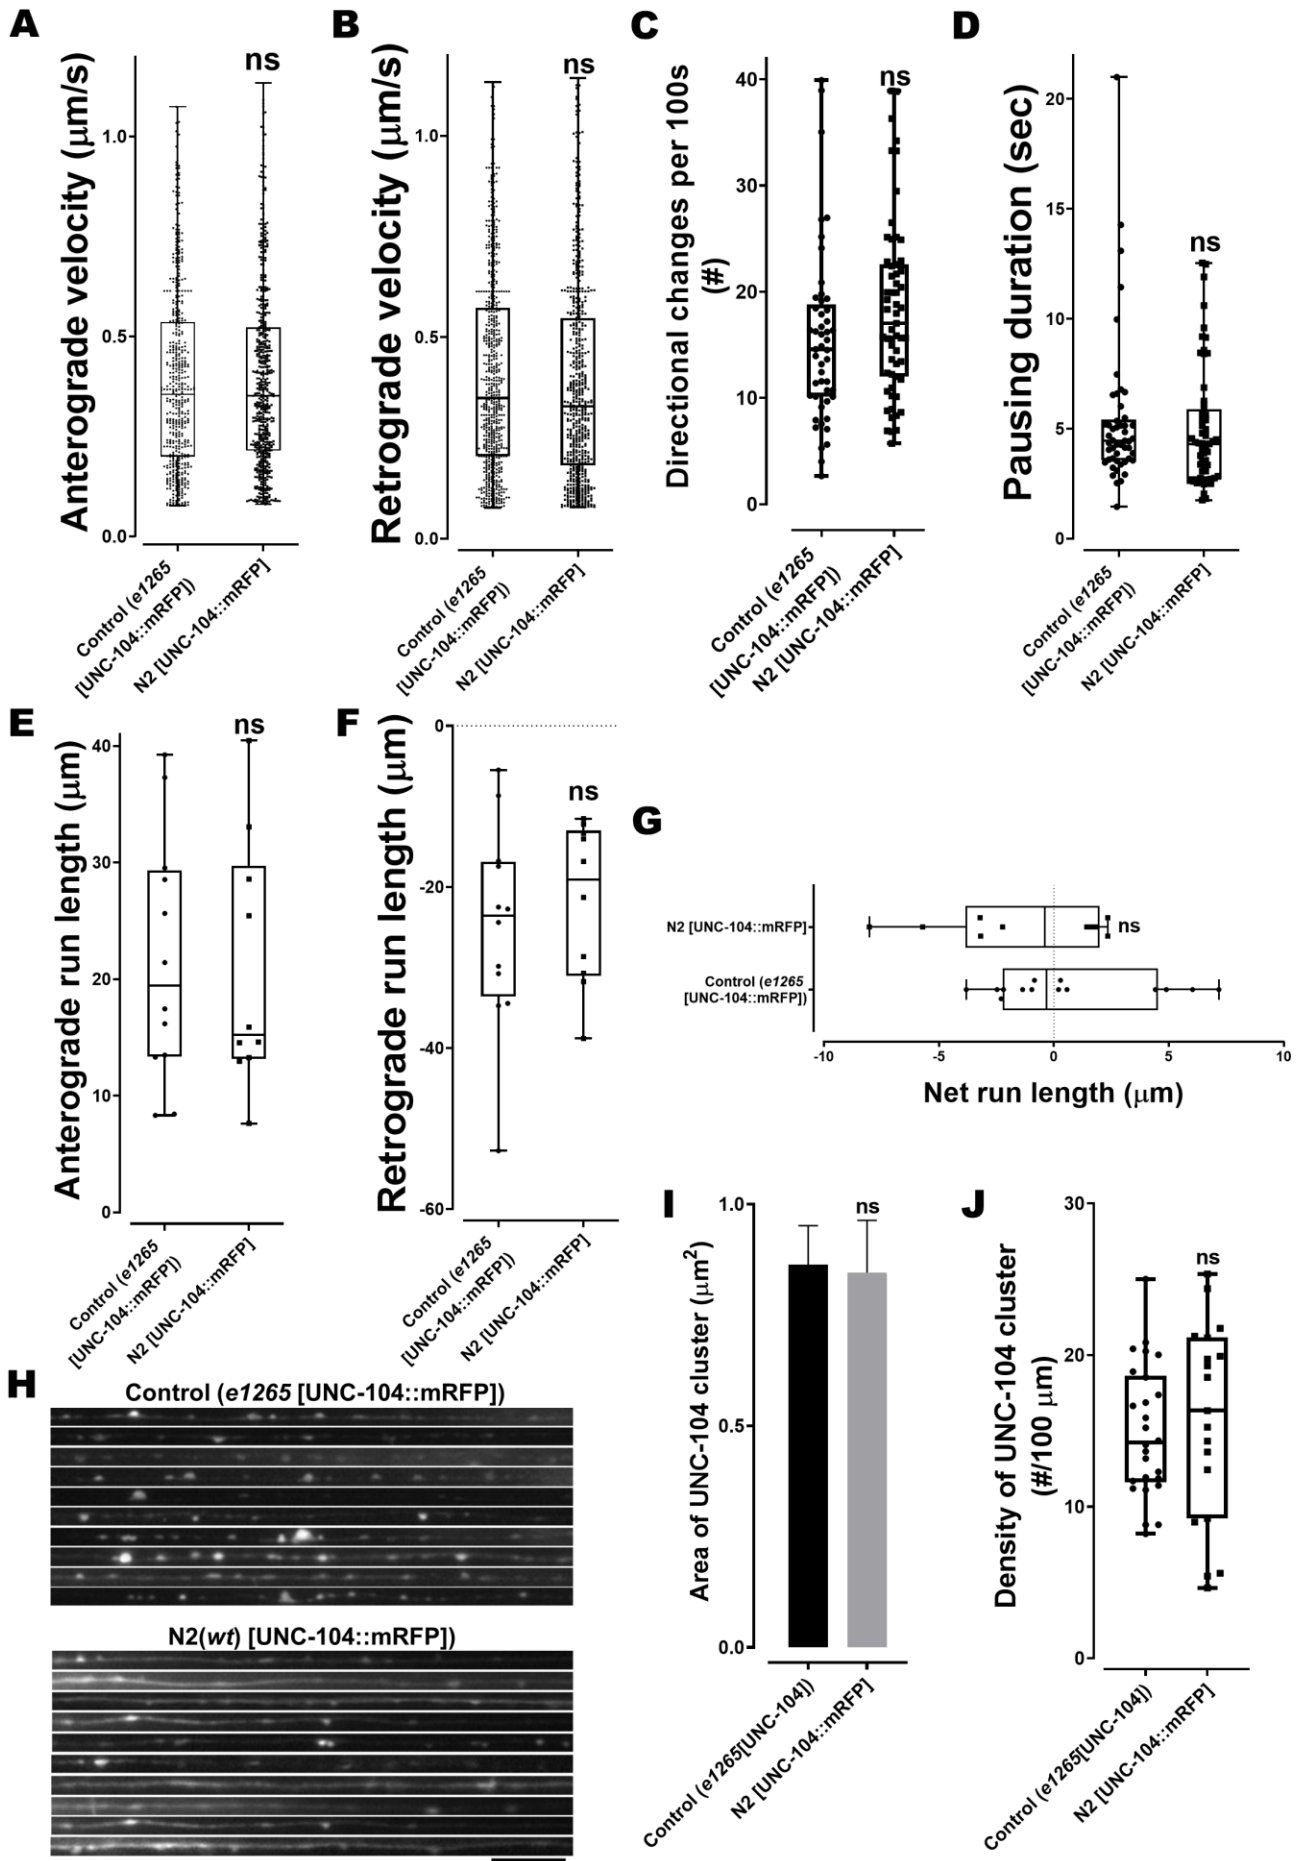 A
Anterograde velocity (μm/s)
1.0
0.5
0.0
ns
Control (e1265
[UNC-104::mRFP])
N2 [UNC-104::mRFP]
B
Retrograde velocity (μm/s)
1.0
0.5
0.0
ns
Control (e1265
[UNC-104::mRFP])
N2 [UNC-104::mRFP]
C
Directional changes per 100s
(#)
40
30
20
10
0
ns
Control (e1265
[UNC-104::mRFP])
N2 [UNC-104::mRFP]
D
Pausing duration (sec)
20
15
10
5
0
ns
Control (e1265
[UNC-104::mRFP])
N2 [UNC-104::mRFP]
E
Anterograde run length (μm)
40
30
20
10
0
ns
Control (e1265
[UNC-104::mRFP])
N2 [UNC-104::mRFP]
F
Retrograde run length (μm)
0
-20
-40
-60
ns
Control (e1265
[UNC-104::mRFP])
N2 [UNC-104::mRFP]
G
N2 [UNC-104::mRFP]
ns
Control (e1265
[UNC-104::mRFP])
-10
-5
0
5
10
Net run length (μm)
H
Control (e1265 [UNC-104::mRFP])
N2(wt) [UNC-104::mRFP])
I
Area of UNC-104 cluster (μm²)
1.0
0.5
0.0
ns
Control (e1265[UNC-104])
N2 [UNC-104::mRFP]
J
Density of UNC-104 cluster
(#/100 μm)
30
20
10
0
ns
Control (e1265[UNC-104])
N2 [UNC-104::mRFP]